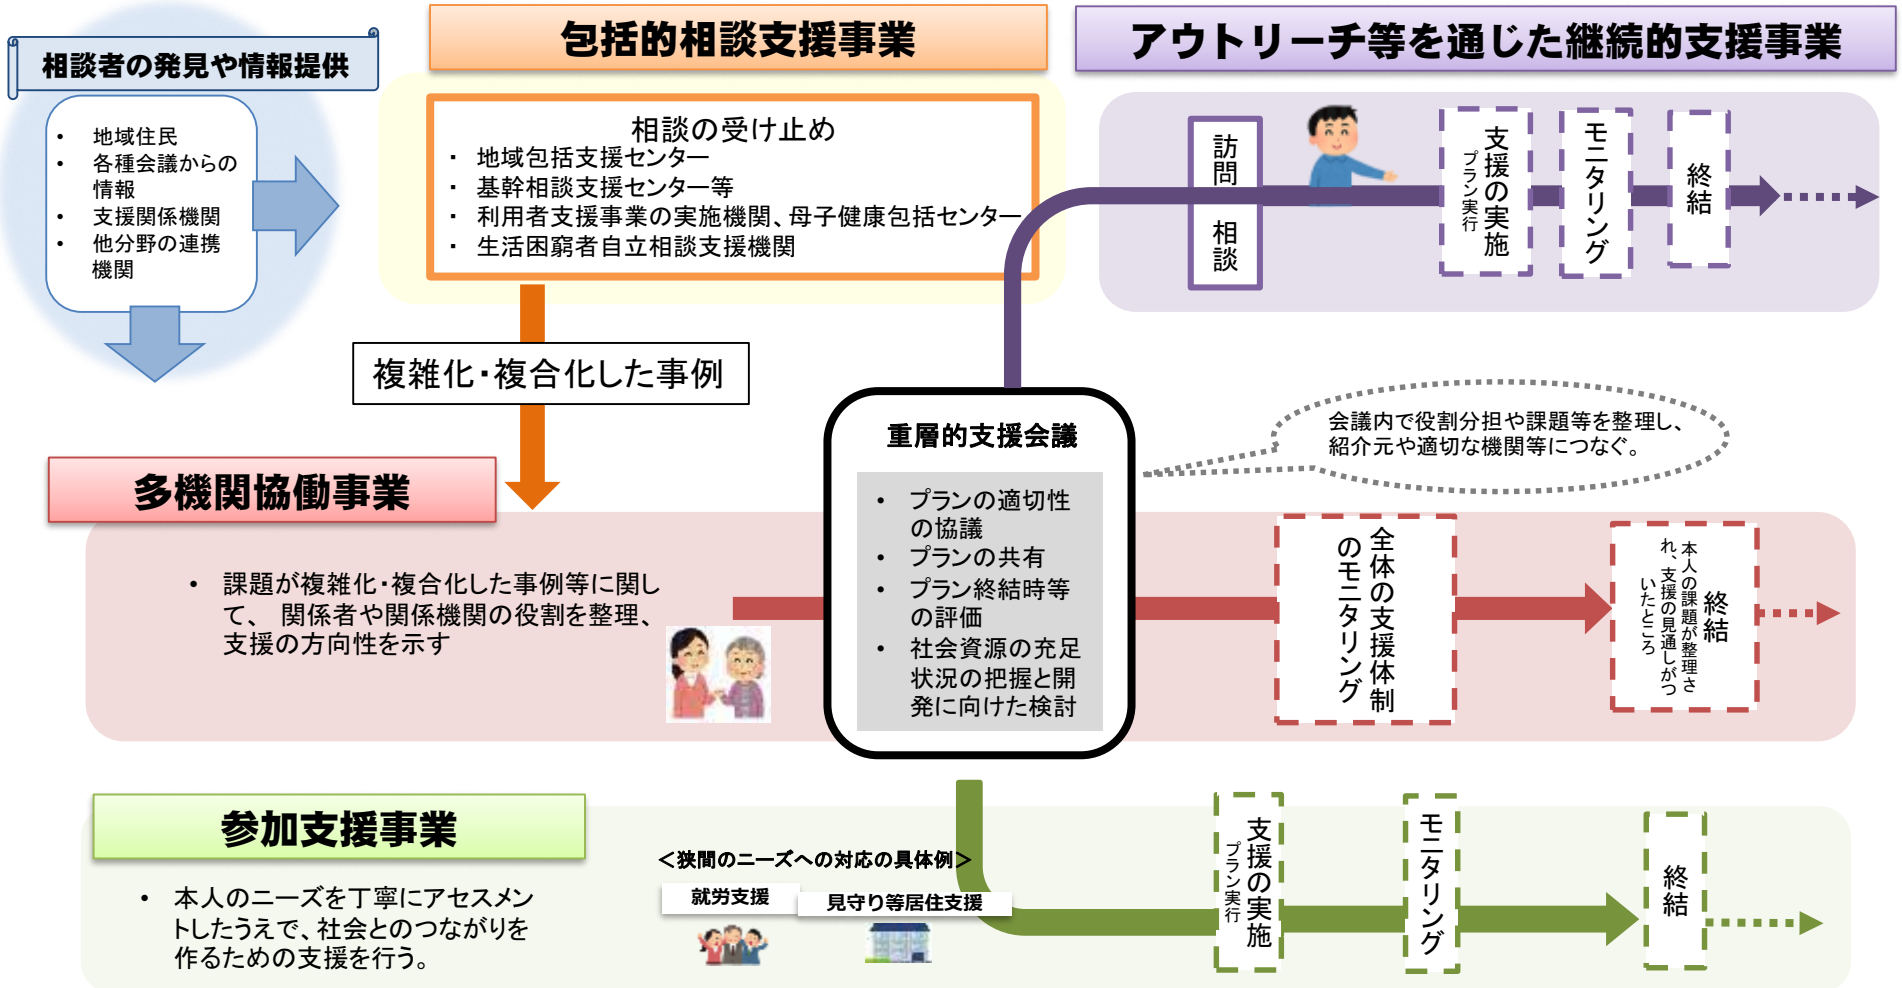 相談者の発見や情報提供
・ 地域住民
・ 各種会議からの
情報
・ 支援関係機関
・ 他分野の連携
機関
包括的相談支援事業
相談の受け止め
・ 地域包括支援センター
・ 基幹相談支援センター等
・ 利用者支援事業の実施機関、母子健康包括センター
・ 生活困窮者自立相談支援機関
アウトリーチ等を通じた継続的支援事業
訪問
相談
支援の実施
プラン実行
モニタリング
終結
複雑化・複合化した事例
会議内で役割分担や課題等を整理し、
紹介元や適切な機関等につなぐ。
多機関協働事業
・ 課題が複雑化・複合化した事例等に関し
て、 関係者や関係機関の役割を整理、
支援の方向性を示す
重層的支援会議
・ プランの適切性
の協議
・ プランの共有
・ プラン終結時等
の評価
・ 社会資源の充足
状況の把握と開
発に向けた検討
全体の支援体制
のモニタリング
終結
本人の課題が整理さ
れ、支援の見通しがつ
いたところ
参加支援事業
・ 本人のニーズを丁寧にアセスメン
トしたうえで、社会とのつながりを
作るための支援を行う。
＜狭間のニーズへの対応の具体例＞
就労支援
見守り等居住支援
支援の実施
プラン実行
モニタリング
終結